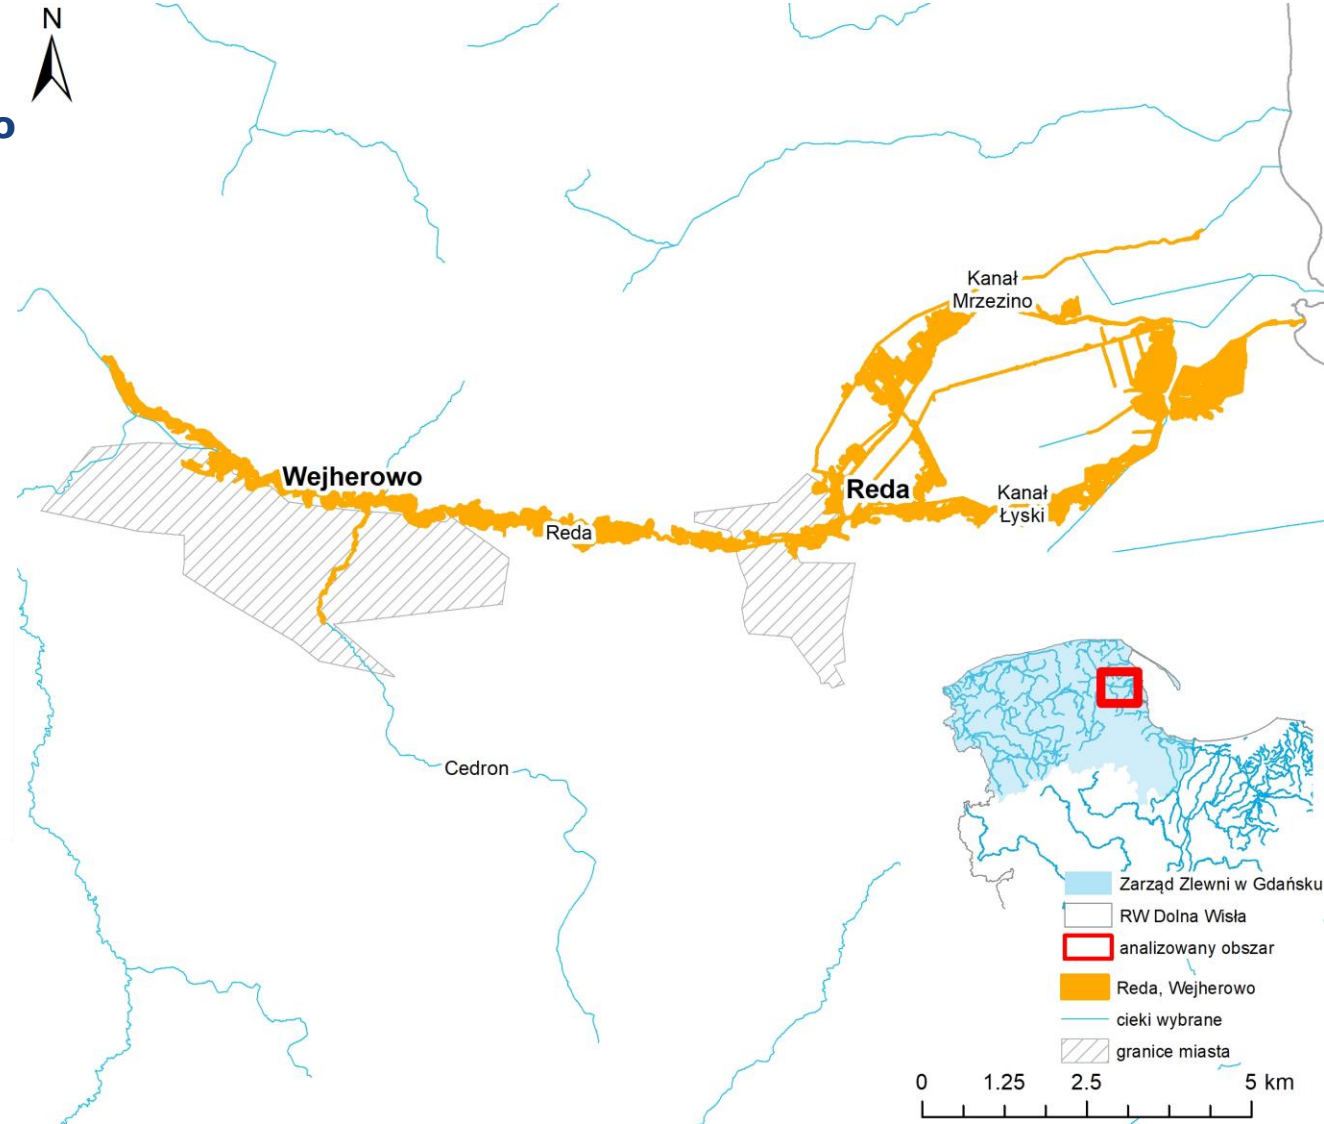 N
o
Kanał
Mrzezino
Wejherowo
Reda
Kanał
Łyski
Reda
Cedron
Zarząd Zlewni w Gdańsku
RW Dolna Wisła
analizowany obszar
Reda, Wejherowo
cieki wybrane
granice miasta
0 1.25 2.5 5 km